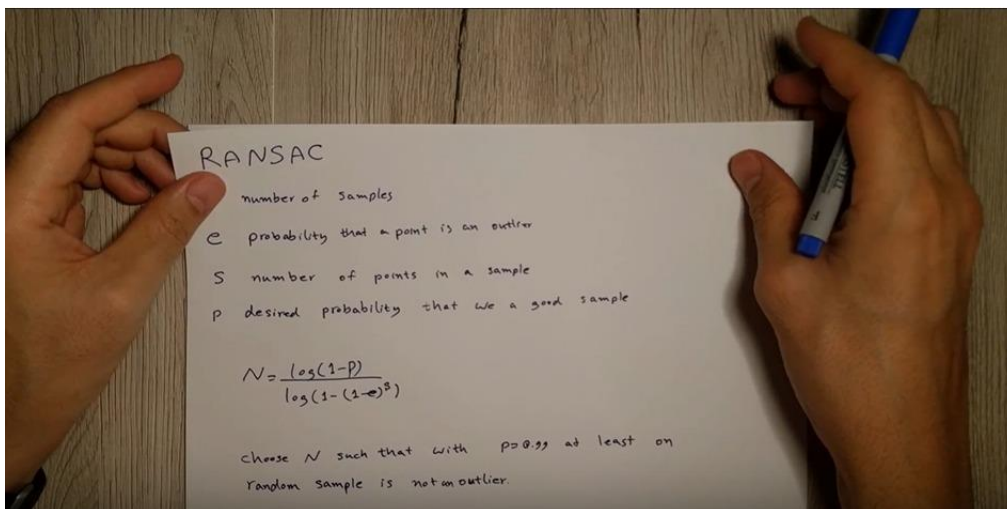 RANSAC
number of samples
e probability that a point is an outlier
s number of points in a sample
p desired probability that we a good sample
N = log(1-P) / log(1-(1-e)^s)
choose N such that with p=0.99 at least on
random sample is not an outlier.